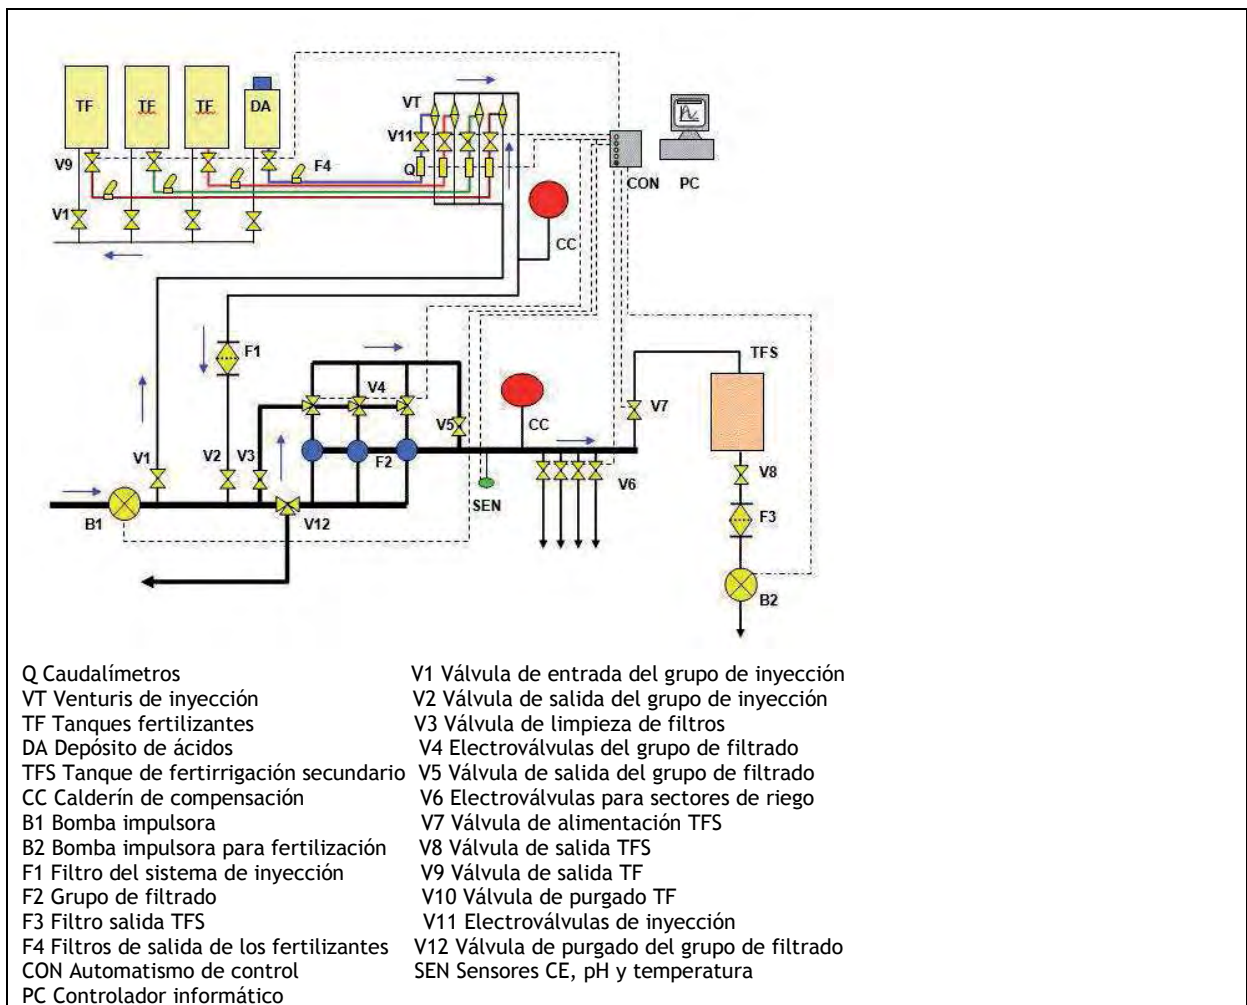 TF TF TF DA
VT
V11
Q
F4
V9
V1
CON PC
CC
F1
V4
V5
CC
V7
TFS
V1 V2 V3
F2
SEN
V6
V8
F3
B1
V12
B2
Q Caudalímetros V1 Válvula de entrada del grupo de inyección
VT Venturis de inyección V2 Válvula de salida del grupo de inyección
TF Tanques fertilizantes V3 Válvula de limpieza de filtros
DA Depósito de ácidos V4 Electroválvulas del grupo de filtrado
TFS Tanque de fertirrigación secundario V5 Válvula de salida del grupo de filtrado
CC Calderín de compensación V6 Electroválvulas para sectores de riego
B1 Bomba impulsora V7 Válvula de alimentación TFS
B2 Bomba impulsora para fertilización V8 Válvula de salida TFS
F1 Filtro del sistema de inyección V9 Válvula de salida TF
F2 Grupo de filtrado V10 Válvula de purgado TF
F3 Filtro salida TFS V11 Electroválvulas de inyección
F4 Filtros de salida de los fertilizantes V12 Válvula de purgado del grupo de filtrado
CON Automatismo de control SEN Sensores CE, pH y temperatura
PC Controlador informático